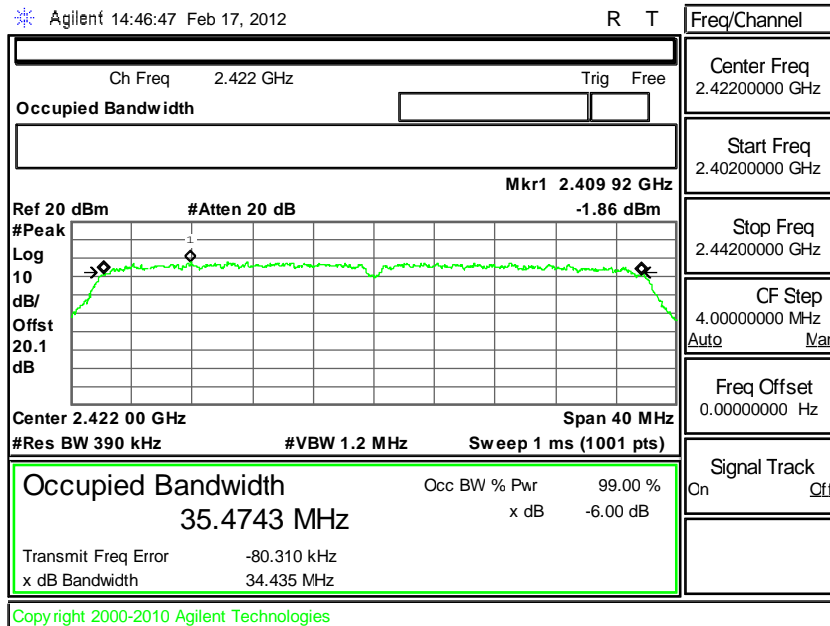 Agilent 14:46:47 Feb 17, 2012 R T
Ch Freq 2.422 GHz Trig Free
Occupied Bandwidth
Mkr1 2.409 92 GHz
Ref 20 dBm #Atten 20 dB -1.86 dBm
#Peak
1
Log
10
dB/
Offst
20.1
dB
Center 2.422 00 GHz Span 40 MHz
#Res BW 390 kHz #VBW 1.2 MHz Sweep 1 ms (1001 pts)
Occupied Bandwidth Occ BW % Pwr 99.00 %
35.4743 MHz x dB -6.00 dB
Transmit Freq Error -80.310 kHz
x dB Bandwidth 34.435 MHz
Copyright 2000-2010 Agilent Technologies
Freq/Channel
Center Freq
2.42200000 GHz
Start Freq
2.40200000 GHz
Stop Freq
2.44200000 GHz
CF Step
4.00000000 MHz
Auto Man
Freq Offset
0.00000000 Hz
Signal Track
On Off